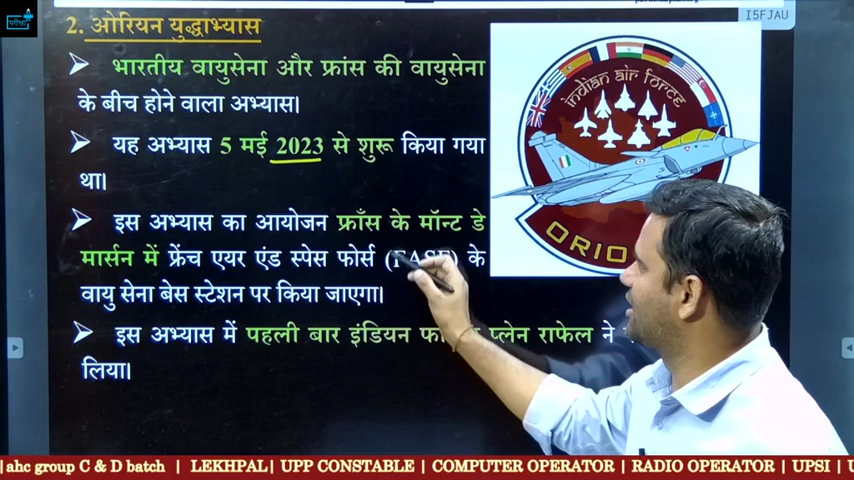 परीक्षा
I5FJAU
2. ओरियन युद्धाभ्यास
भारतीय वायुसेना और फ्रांस की वायुसेना
के बीच होने वाला अभ्यास।
यह अभ्यास 5 मई 2023 से शुरू किया गया
था।
इस अभ्यास का आयोजन फ्राँस के मॉन्ट डे
मार्सन में फ्रेंच एयर एंड स्पेस फोर्स (FASF) के
वायु सेना बेस स्टेशन पर किया जाएगा।
इस अभ्यास में पहली बार इंडियन प्लेन राफेल ने
लिया।
indian air force
ORIO
|ahc group C & D batch | LEKHPAL| UPP CONSTABLE | COMPUTER OPERATOR | RADIO OPERATOR | UPSI |